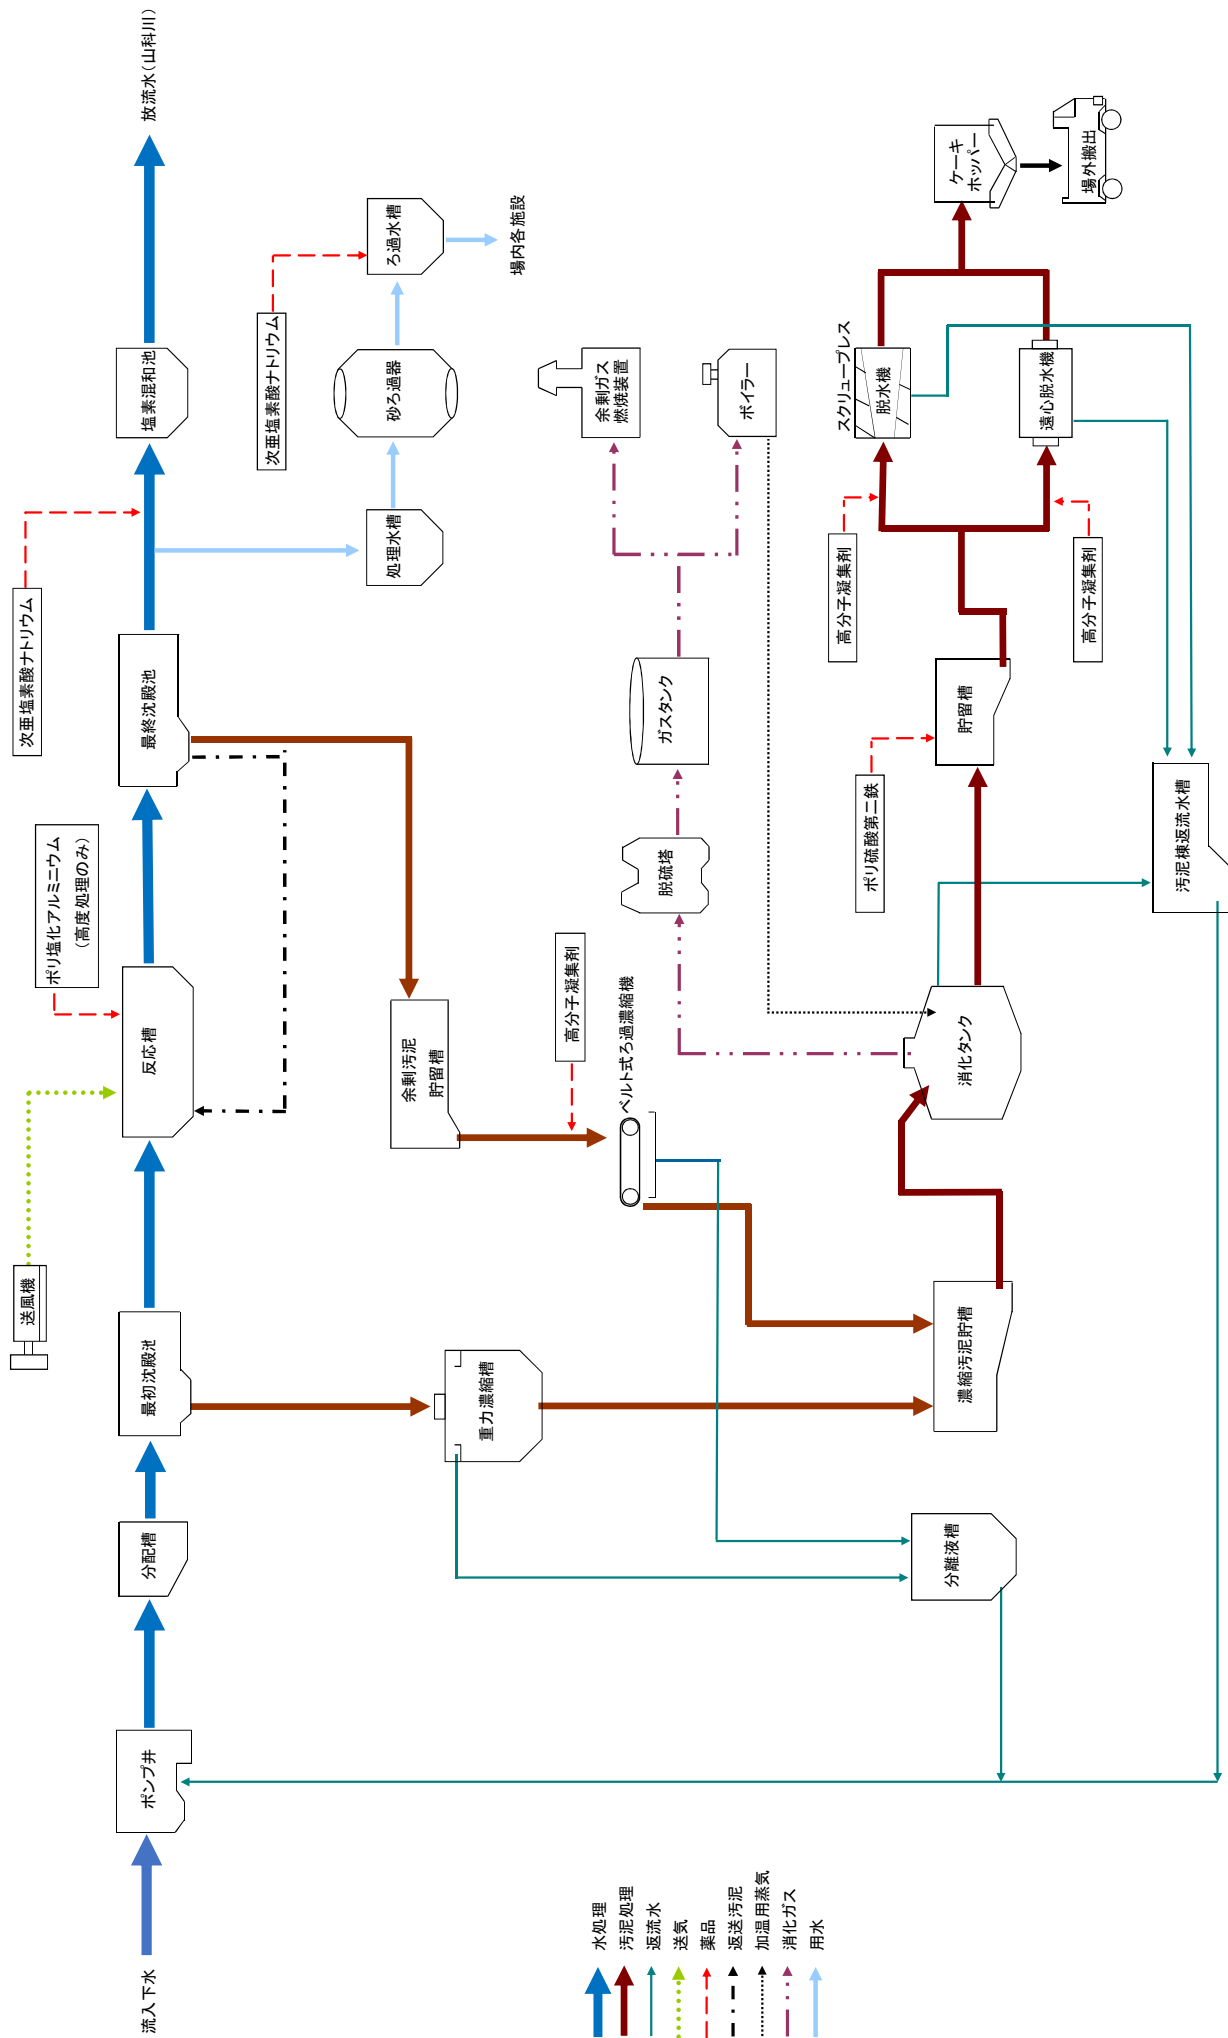 流入下水
ポンプ井
分配槽
最初沈殿池
送風機
反応槽
ポリ塩化アルミニウム
（高度処理のみ）
最終沈殿池
次亜塩素酸ナトリウム
塩素混和池
放流水（山科川）
処理水槽
砂ろ過器
次亜塩素酸ナトリウム
ろ過水槽
場内各施設
重力濃縮槽
余剰汚泥
貯留槽
高分子凝集剤
ベルト式ろ過濃縮機
脱硫塔
ガスタンク
余剰ガス
燃焼装置
ボイラー
分離液槽
濃縮汚泥貯槽
消化タンク
ポリ硫酸第二鉄
貯留槽
高分子凝集剤
高分子凝集剤
スクリュープレス
脱水機
遠心脱水機
ケーキ
ホッパー
場外搬出
汚泥棟返流水槽
水処理
汚泥処理
返流水
送気
薬品
返送汚泥
加温用蒸気
消化ガス
用水